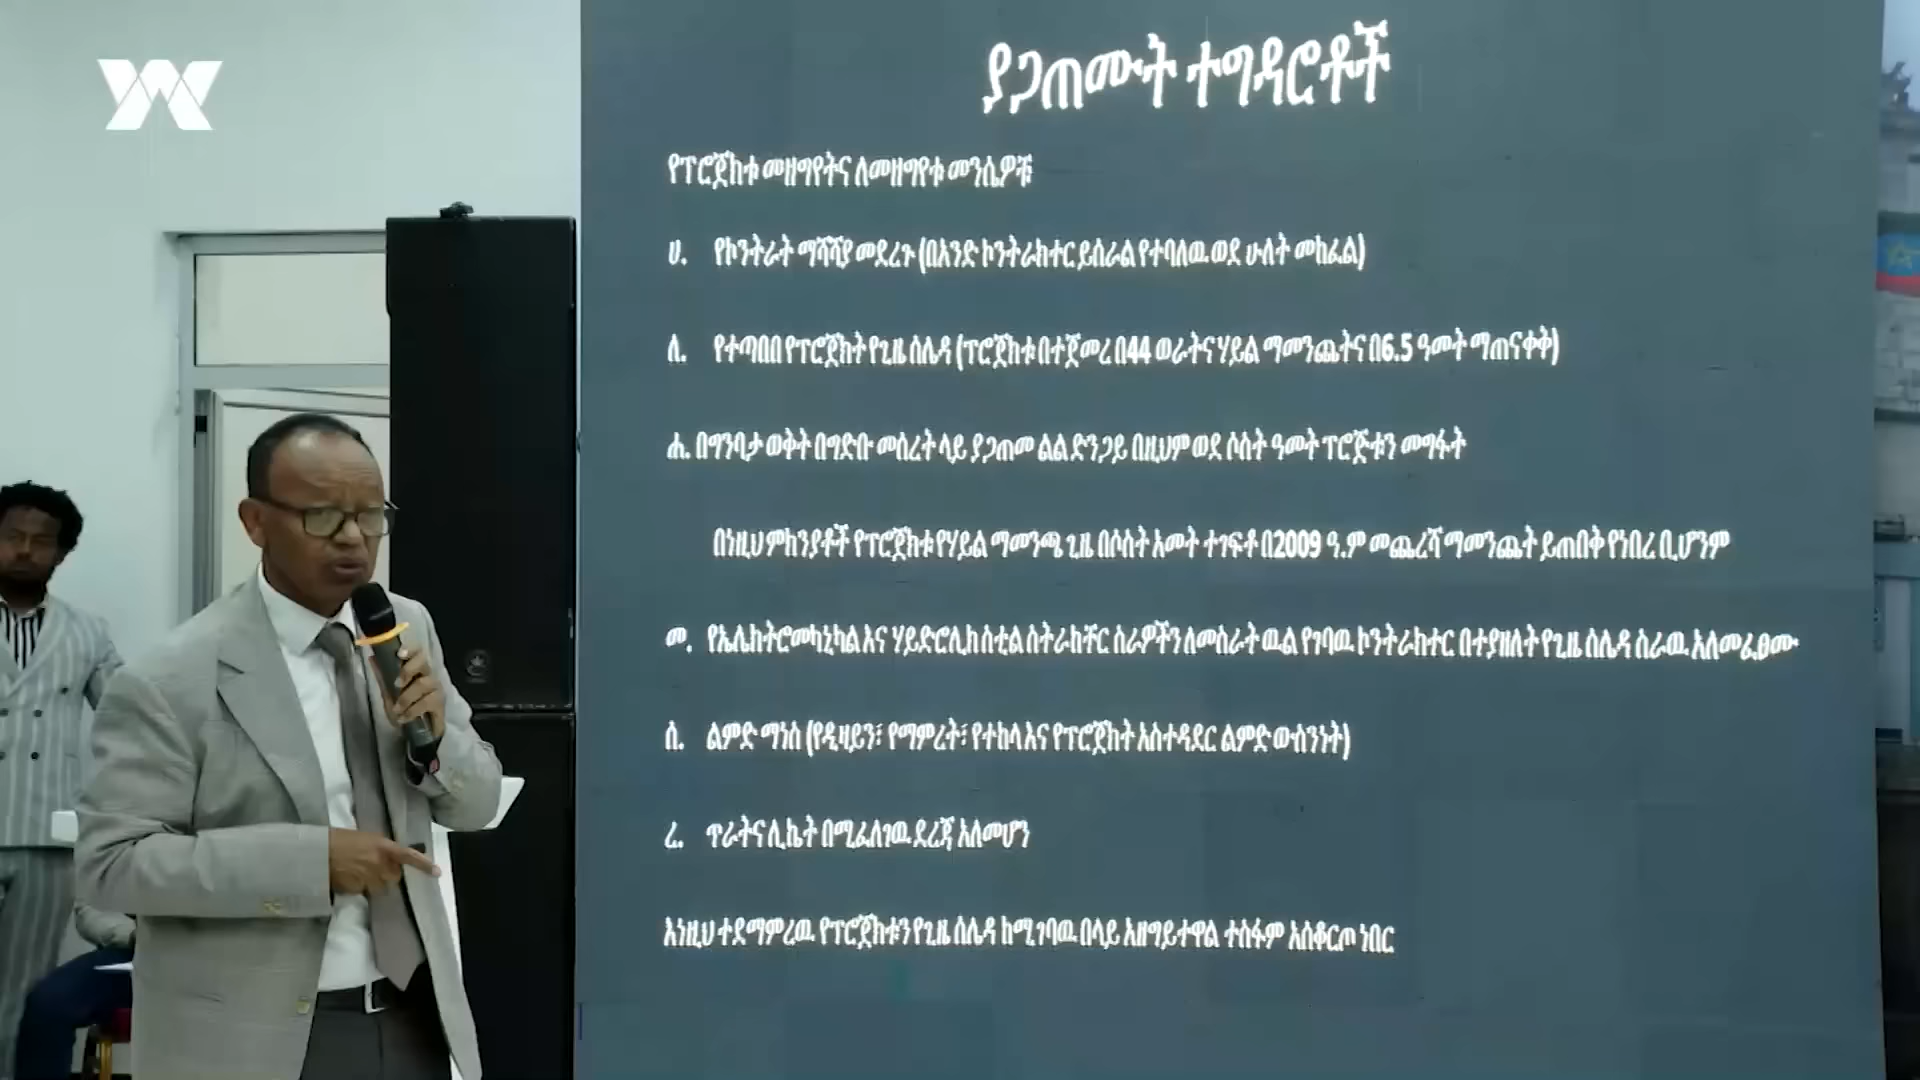 ያጋጠሙት ተግዳሮቶች
የፕሮጀክቱ መዘግየትና ለመዘግየቱ መንሴዎቹ
ሀ. የኮንትራት ማሻሻያ መደረጉ (በአንድ ኮንትራክተር ይሰራል የተባለዉ ወደ ሁለት መከፈል)
ለ. የተጣበበ የፕሮጀክት የጊዜ ሰሌዳ (ፕሮጀክቱ በተጀመረ በ44 ወራትና ሃይል ማመንጨትና በ6.5 ዓመት ማጠናቀቅ)
ሐ. በግንባታ ወቅት በግድቡ መሰረት ላይ ያጋጠመ ልል ድንጋይ በዚህም ወደ ሶስት ዓመት ፕሮጅቱን መግፋት
በነዚህ ምክንያቶች የፕሮጀክቱ የሃይል ማመንጫ ጊዜ በሶስት አመት ተገፍቶ በ2009 ዓ.ም መጨረሻ ማመንጨት ይጠበቅ የነበረ ቢሆንም
መ. የኤሌክትሮመካኒካል እና ሃይድሮሊክ ስቲል ስትራክቸር ስራዎችን ለመስራት ዉል የገባዉ ኮንትራክተር በተያዘለት የጊዜ ሰሌዳ ስራዉ አለመፈፀሙ
ሰ. ልምድ ማነስ (የዲዛይን፣ የማምረት፣ የተከላ እና የፕሮጀክት አስተዳደር ልምድ ውስንነት)
ረ. ጥራትና ሊኬት በሚፈለገዉ ደረጃ አለመሆን
እነዚህ ተደማምረዉ የፕሮጀክቱን የጊዜ ሰሌዳ ከሚገባዉ በላይ አዘግይተዋል ተስፋም አስቆርጦ ነበር